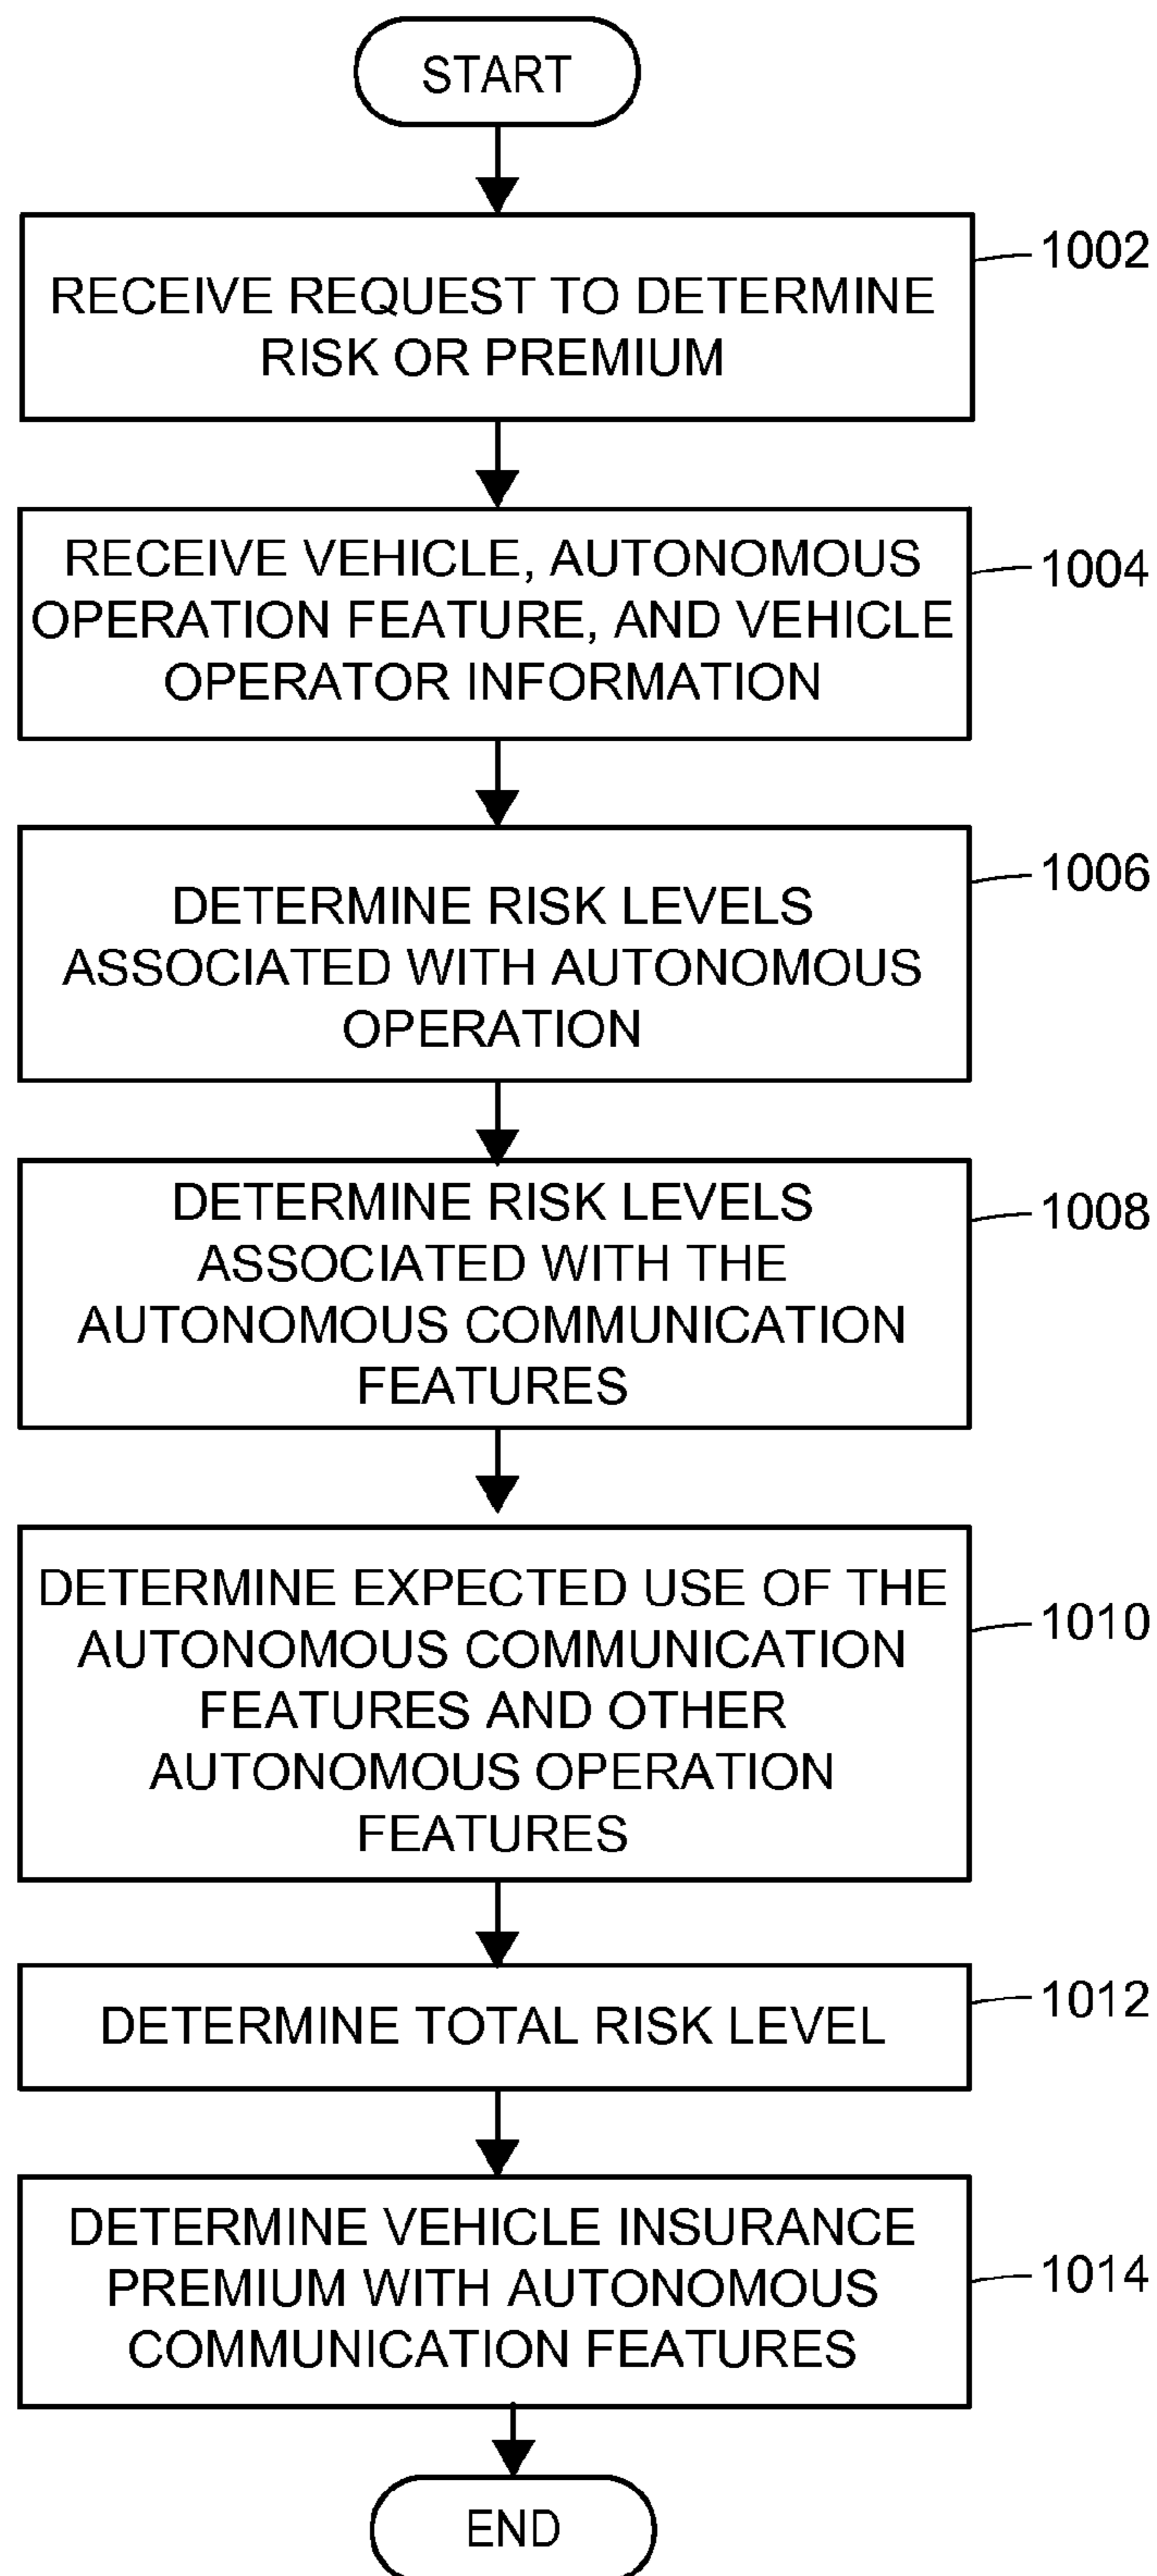 START
RECEIVE REQUEST TO DETERMINE
RISK OR PREMIUM
1002
RECEIVE VEHICLE, AUTONOMOUS
OPERATION FEATURE, AND VEHICLE
OPERATOR INFORMATION
1004
DETERMINE RISK LEVELS
ASSOCIATED WITH AUTONOMOUS
OPERATION
1006
DETERMINE RISK LEVELS
ASSOCIATED WITH THE
AUTONOMOUS COMMUNICATION
FEATURES
1008
DETERMINE EXPECTED USE OF THE
AUTONOMOUS COMMUNICATION
FEATURES AND OTHER
AUTONOMOUS OPERATION
FEATURES
1010
DETERMINE TOTAL RISK LEVEL
1012
DETERMINE VEHICLE INSURANCE
PREMIUM WITH AUTONOMOUS
COMMUNICATION FEATURES
1014
END